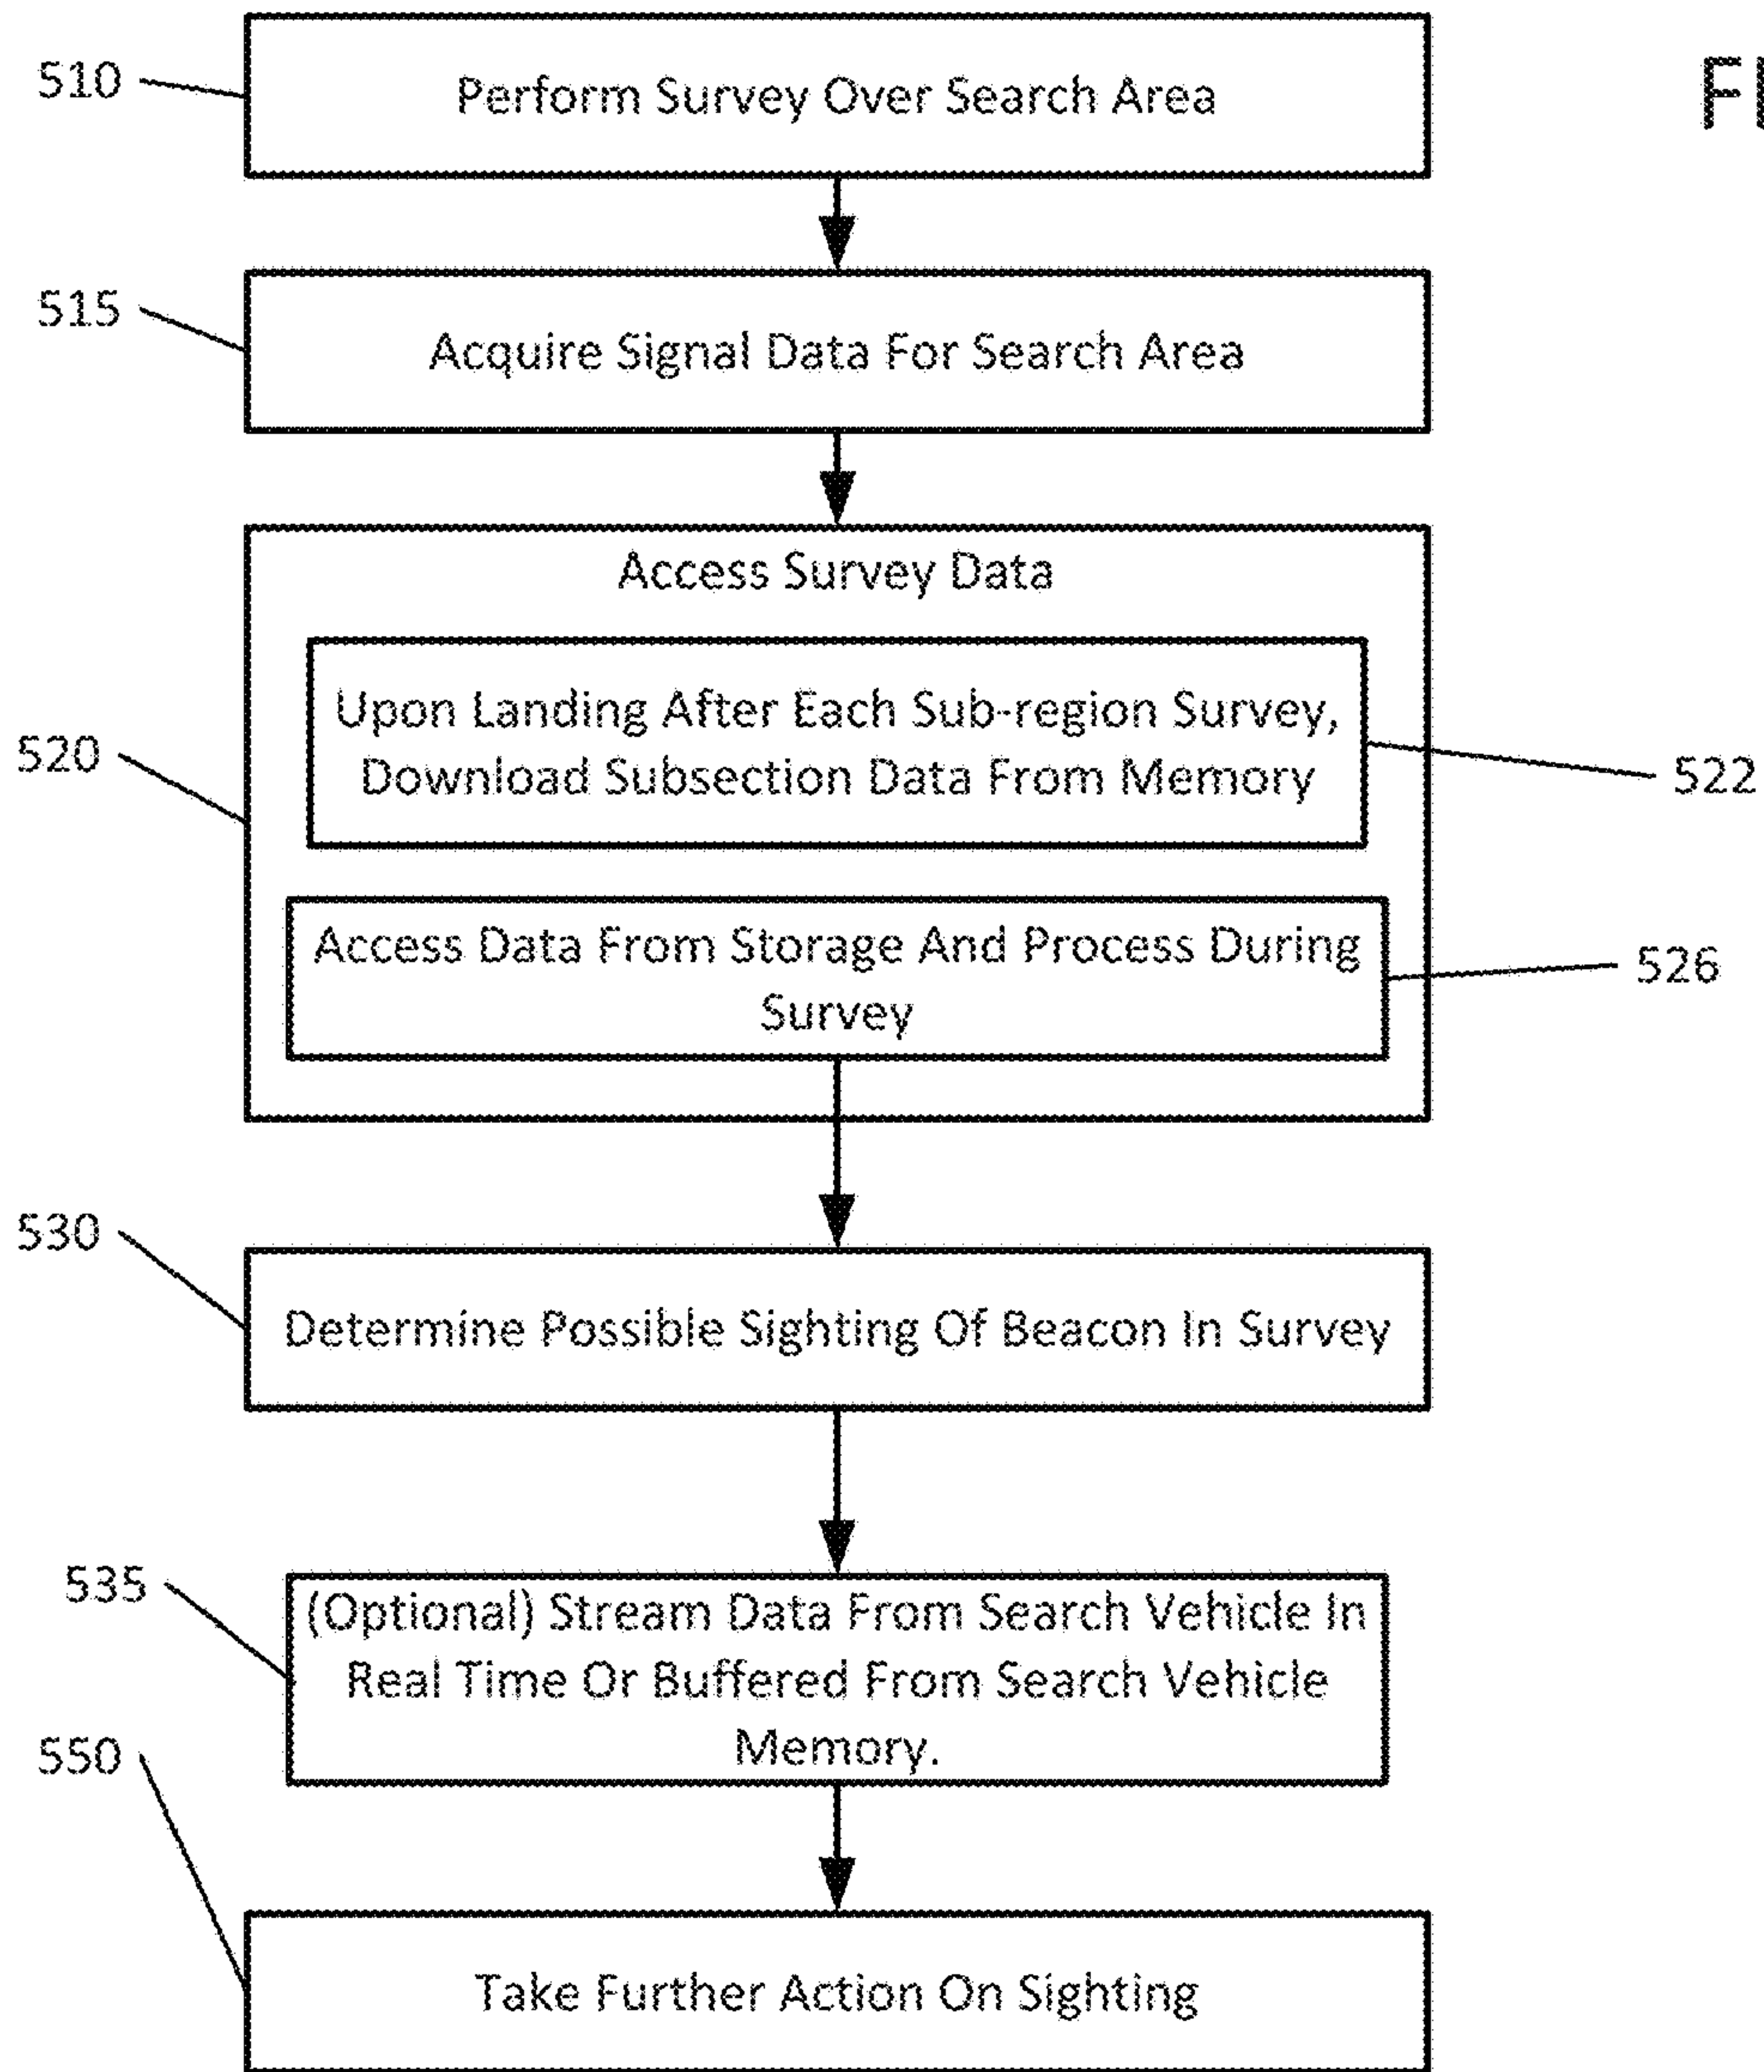 510
Perform Survey Over Search Area
515
Acquire Signal Data For Search Area
520
Access Survey Data
Upon Landing After Each Sub-region Survey,
Download Subsection Data From Memory
522
Access Data From Storage And Process During
Survey
526
530
Determine Possible Sighting Of Beacon In Survey
535
(Optional) Stream Data From Search Vehicle In
Real Time Or Buffered From Search Vehicle
Memory.
550
Take Further Action On Sighting